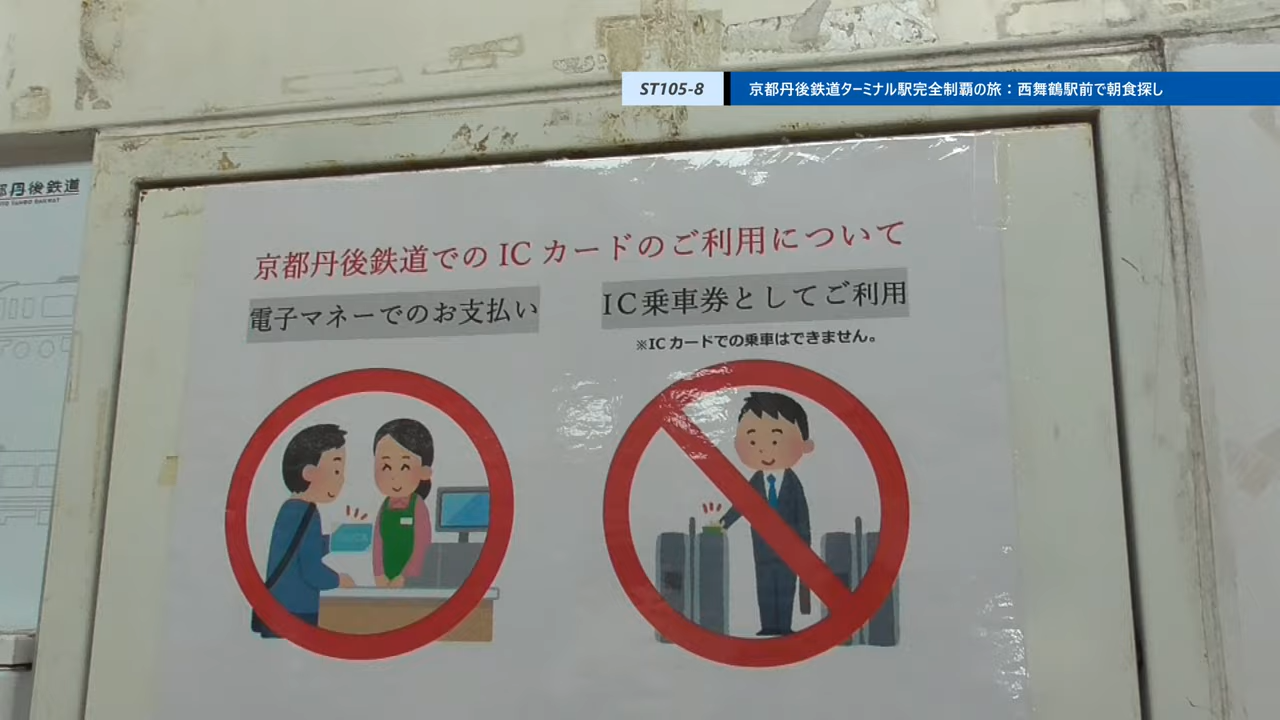 ST105-8
京都丹後鉄道ターミナル駅完全制覇の旅：西舞鶴駅前で朝食探し
都丹後鉄道
京都丹後鉄道でのICカードのご利用について
電子マネーでのお支払い
IC乗車券としてご利用
※ICカードでの乗車はできません。